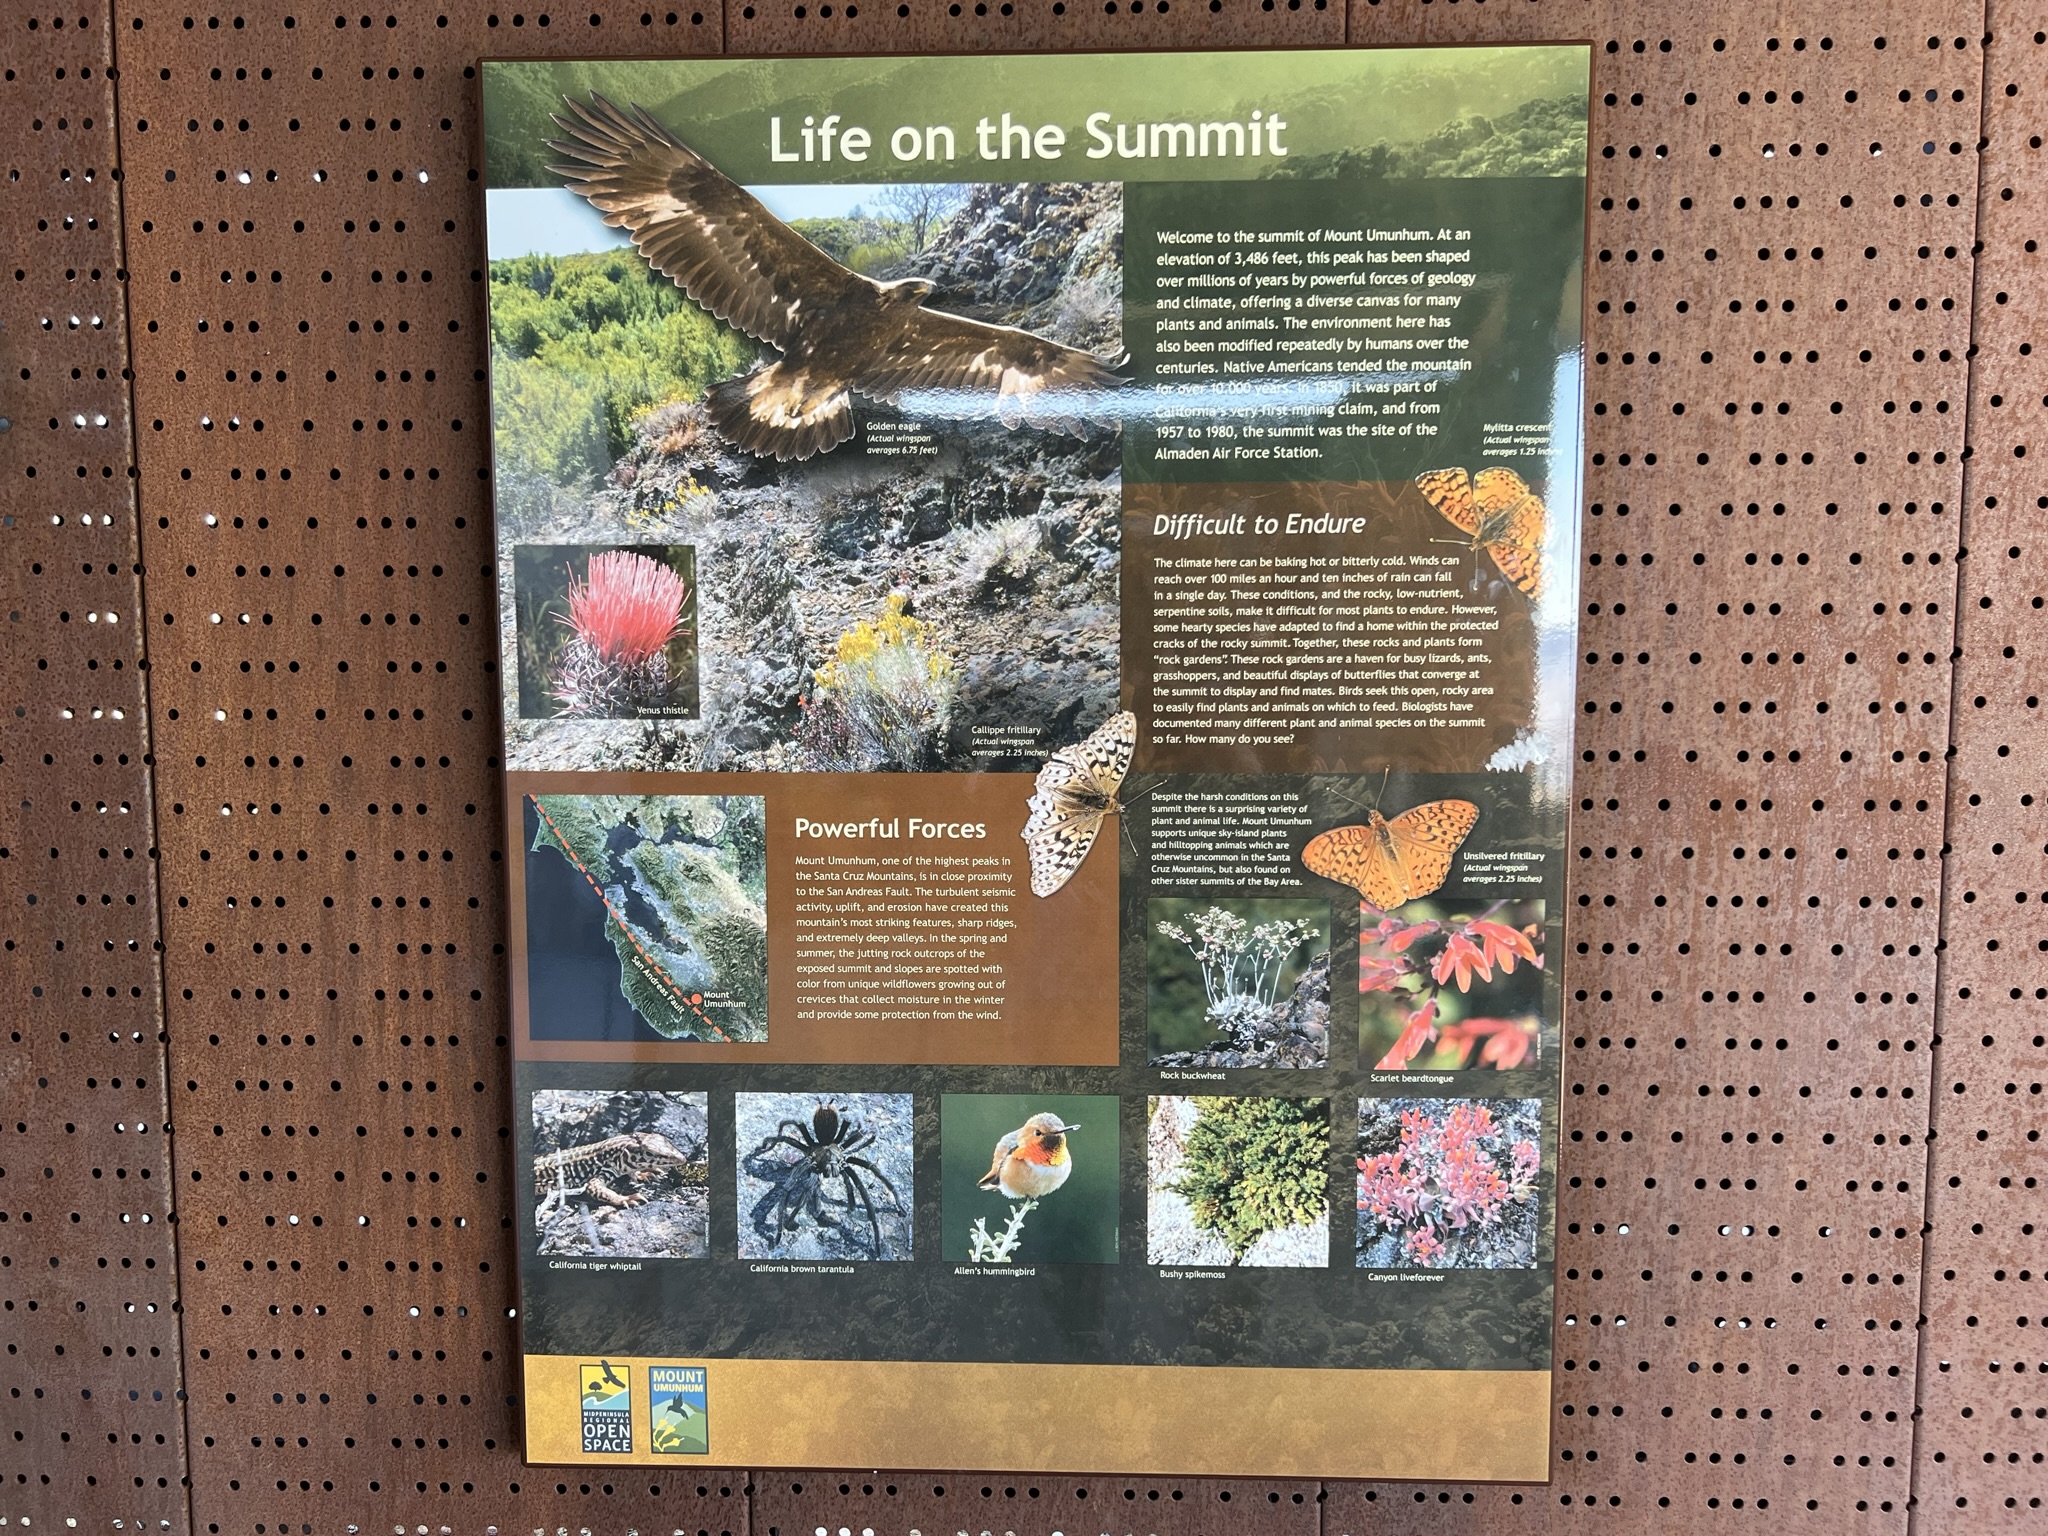 Life on the Summit
Welcome to the summit of Mount Umunhum. At an
elevation of 3,486 feet, this peak has been shaped
over millions of years by powerful forces of geology
and climate, offering a diverse canvas for many
plants and animals. The environment here has
also been modified repeatedly by humans over the
centuries. Native Americans tended the mountain
for over 10,000 years. In 1850, it was part of
California's very first mining claim, and from
1957 to 1980, the summit was the site of the
Almaden Air Force Station.
Golden eagle
(Actual wingspan
averages 6.75 feet)
Mylitta crescent
(Actual wingspan
averages 1.25 inches)
Difficult to Endure
The climate here can be baking hot or bitterly cold. Winds can
reach over 100 miles an hour and ten inches of rain can fall
in a single day. These conditions, and the rocky, low-nutrient,
serpentine soils, make it difficult for most plants to endure. However,
some hearty species have adapted to find a home within the protected
cracks of the rocky summit. Together, these rocks and plants form
"rock gardens". These rock gardens are a haven for busy lizards, ants,
grasshoppers, and beautiful displays of butterflies that converge at
the summit to display and find mates. Birds seek this open, rocky area
to easily find plants and animals on which to feed. Biologists have
documented many different plant and animal species on the summit
so far. How many do you see?
Venus thistle
Callippe fritillary
(Actual wingspan
averages 2.25 inches)
Powerful Forces
Mount Umunhum, one of the highest peaks in
the Santa Cruz Mountains, is in close proximity
to the San Andreas Fault. The turbulent seismic
activity, uplift, and erosion have created this
mountain's most striking features, sharp ridges,
and extremely deep valleys. In the spring and
summer, the jutting rock outcrops of the
exposed summit and slopes are spotted with
color from unique wildflowers growing out of
crevices that collect moisture in the winter
and provide some protection from the wind.
San Andreas Fault
Mount
Umunhum
Despite the harsh conditions on this
summit there is a surprising variety of
plant and animal life. Mount Umunhum
supports unique sky-island plants
and hilltopping animals which are
otherwise uncommon in the Santa
Cruz Mountains, but also found on
other sister summits of the Bay Area.
Unsilvered fritillary
(Actual wingspan
averages 2.25 inches)
Rock buckwheat
Scarlet beardtongue
California tiger whiptail
California brown tarantula
Allen's hummingbird
Bushy spikemoss
Canyon liveforever
MIDPENINSULA
REGIONAL
OPEN
SPACE
MOUNT
UMUNHUM